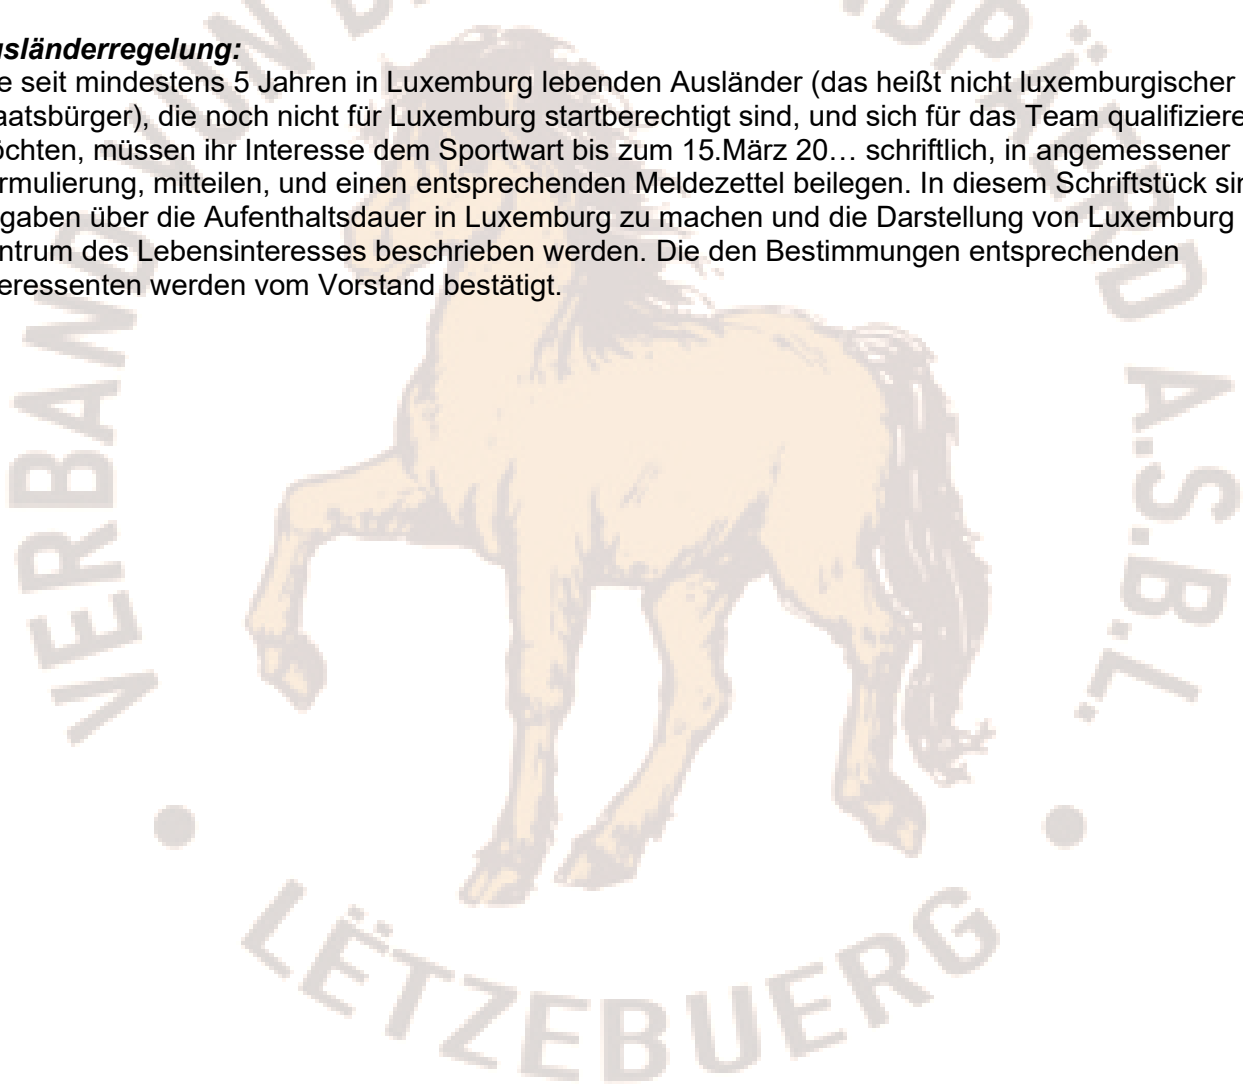 usländerregelung:
e seit mindestens 5 Jahren in Luxemburg lebenden Ausländer (das heißt nicht luxemburgischer
aatsbürger), die noch nicht für Luxemburg startberechtigt sind, und sich für das Team qualifiziere
öchten, müssen ihr Interesse dem Sportwart bis zum 15.März 20… schriftlich, in angemessener
rmulierung, mitteilen, und einen entsprechenden Meldezettel beilegen. In diesem Schriftstück sin
gaben über die Aufenthaltsdauer in Luxemburg zu machen und die Darstellung von Luxemburg
ntrum des Lebensinteresses beschrieben werden. Die den Bestimmungen entsprechenden
eressenten werden vom Vorstand bestätigt.
VERBAND VUN D
NDPÄERD A.S.B.L.
LËTZEBUERG